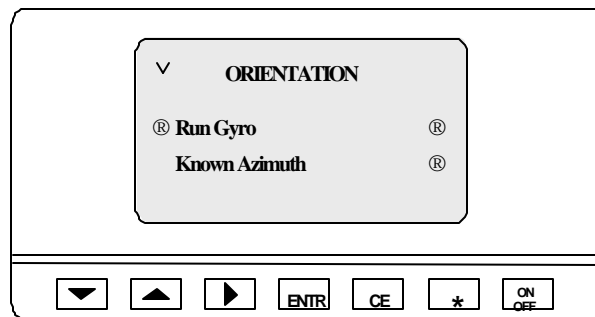 ˅ ORIENTATION
® Run Gyro ®
Known Azimuth ®
ENTR CE * ON
OFF